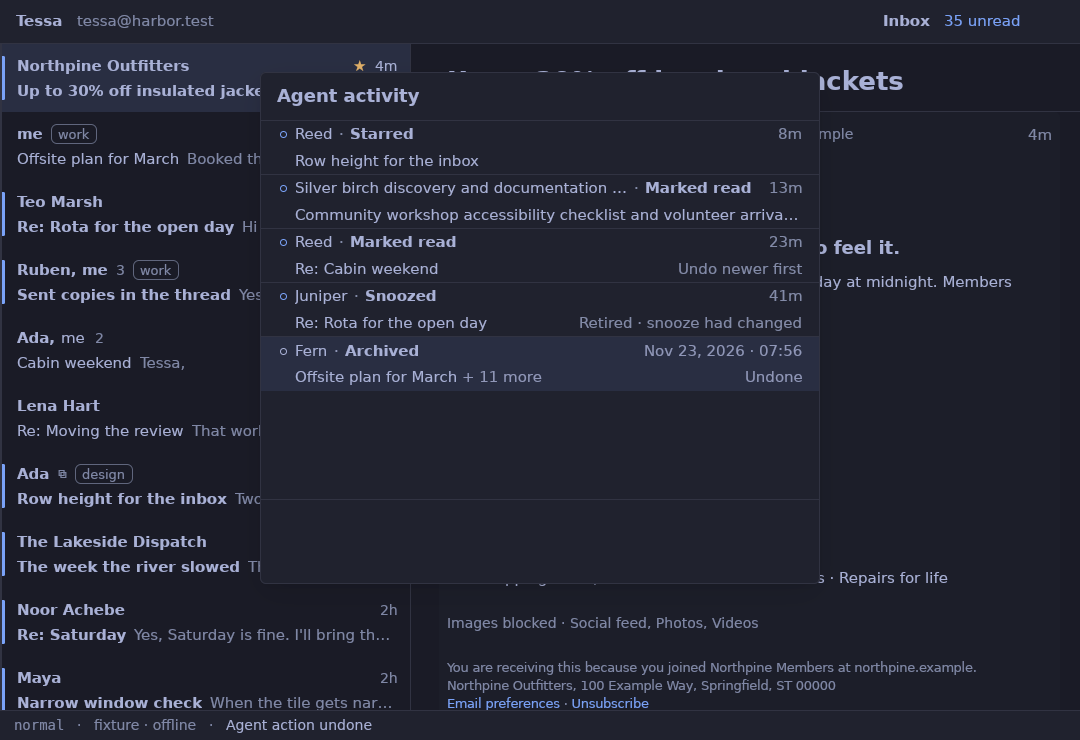 Tessa tessa@harbor.test Inbox 35 unread
Northpine Outfitters ★ 4m
Up to 30% off insulated jacke
ackets
Agent activity
me work
Offsite plan for March Booked th
mple 4m
Reed · Starred 8m
Row height for the inbox
Silver birch discovery and documentation … · Marked read 13m
Community workshop accessibility checklist and volunteer arriva…
Teo Marsh
Re: Rota for the open day Hi
Reed · Marked read 23m
Re: Cabin weekend Undo newer first
o feel it.
Ruben, me 3 work
Sent copies in the thread Yes
Juniper · Snoozed 41m
Re: Rota for the open day Retired · snooze had changed
day at midnight. Members
Ada, me 2
Cabin weekend Tessa,
Fern · Archived Nov 23, 2026 · 07:56
Offsite plan for March + 11 more Undone
Lena Hart
Re: Moving the review That work
Ada design
Row height for the inbox Two
The Lakeside Dispatch
The week the river slowed Th
s · Repairs for life
Noor Achebe 2h
Re: Saturday Yes, Saturday is fine. I'll bring th…
Images blocked · Social feed, Photos, Videos
Maya 2h
Narrow window check When the tile gets nar…
You are receiving this because you joined Northpine Members at northpine.example.
Northpine Outfitters, 100 Example Way, Springfield, ST 00000
Email preferences · Unsubscribe
normal · fixture · offline · Agent action undone